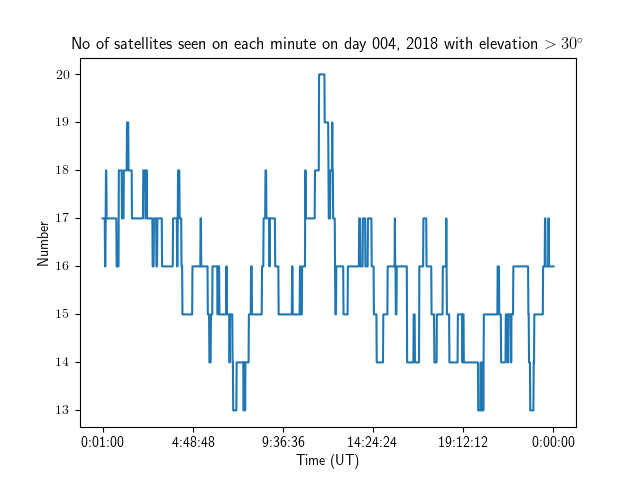 No of satellites seen on each minute on day 004, 2018 with elevation > 30°
20
19
18
17
16
15
14
13
Number
0:01:00 4:48:48 9:36:36 14:24:24 19:12:12 0:00:00
Time (UT)